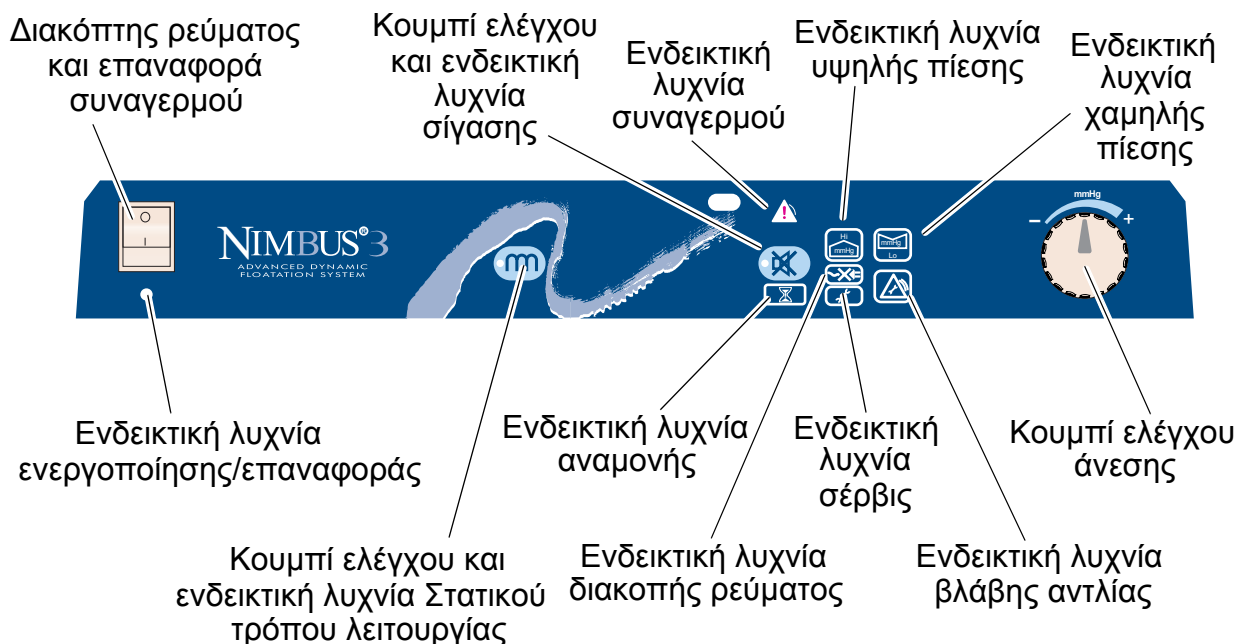 Διακόπτης ρεύματος
και επαναφορά
συναγερμού
Κουμπί ελέγχου
και ενδεικτική
λυχνία
σίγασης
Ενδεικτική
λυχνία
συναγερμού
Ενδεικτική λυχνία
υψηλής πίεσης
Ενδεικτική
λυχνία
χαμηλής
πίεσης
NIMBUS®3
ADVANCED DYNAMIC
FLOATATION SYSTEM
Hi
mmHg
mmHg
Lo
mmHg
− +
Ενδεικτική λυχνία
ενεργοποίησης/επαναφοράς
Κουμπί ελέγχου και
ενδεικτική λυχνία Στατικού
τρόπου λειτουργίας
Ενδεικτική λυχνία
αναμονής
Ενδεικτική λυχνία
διακοπής ρεύματος
Ενδεικτική
λυχνία
σέρβις
Ενδεικτική λυχνία
βλάβης αντλίας
Κουμπί ελέγχου
άνεσης